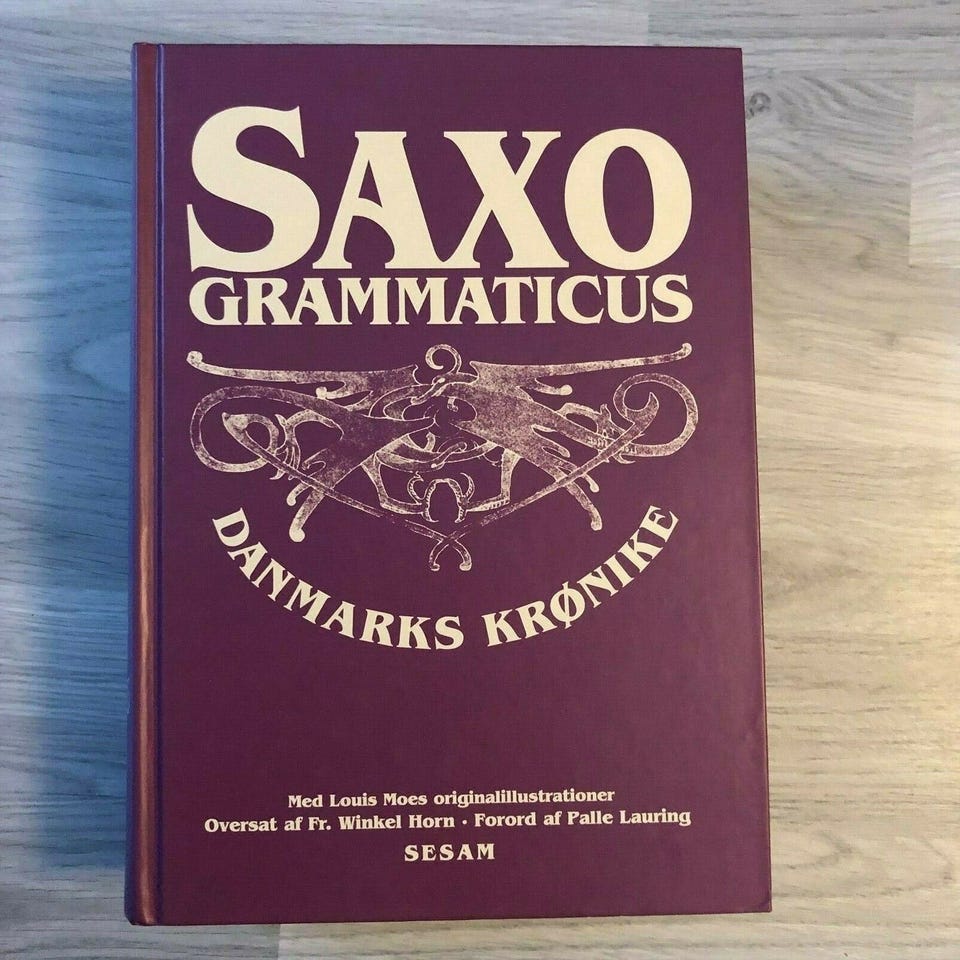 SAXO
GRAMMATICUS
DANMARKS KRØNIKE
Med Louis Moes originalillustrationer
Oversat af Fr. Winkel Horn · Forord af Palle Lauring
SESAM